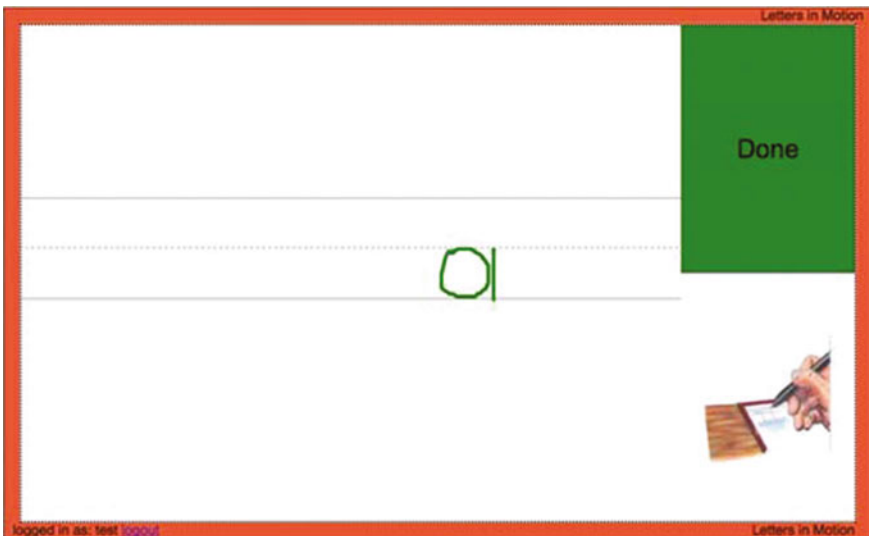 Letters in Motion
Done
a
logged in as: test logout
Letters in Motion